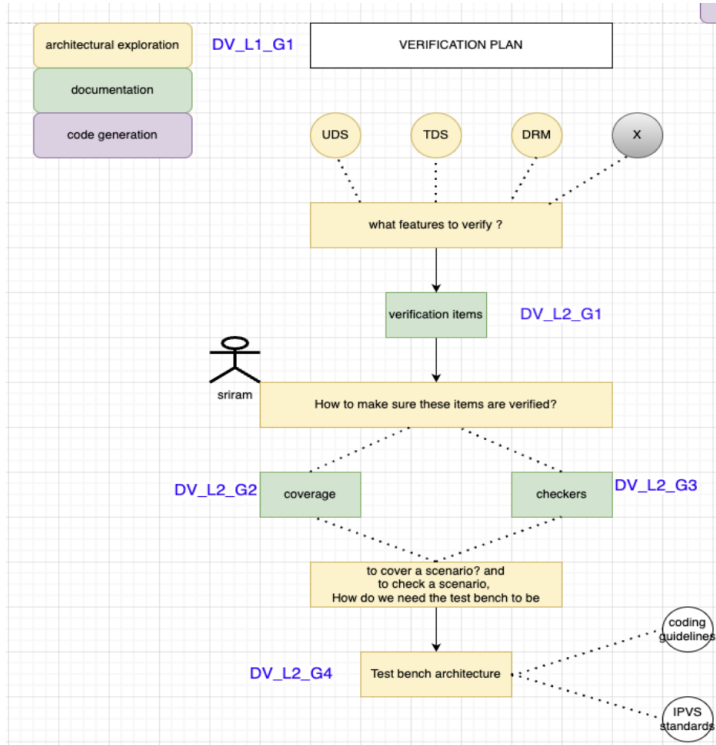 architectural exploration
DV_L1_G1
VERIFICATION PLAN
documentation
code generation
UDS
TDS
DRM
X
what features to verify ?
verification items
DV_L2_G1
sriram
How to make sure these items are verified?
DV_L2_G2
coverage
checkers
DV_L2_G3
to cover a scenario? and
to check a scenario,
How do we need the test bench to be
coding
guidelines
DV_L2_G4
Test bench architecture
IPVS
standards